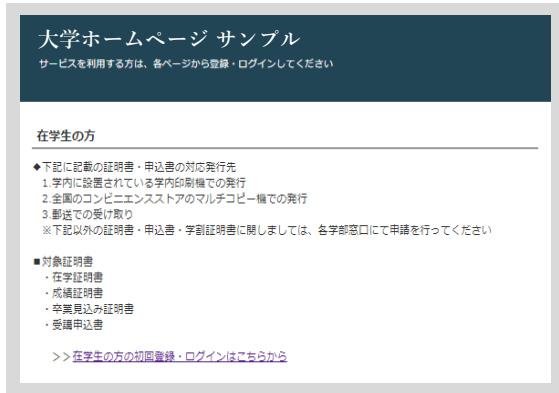 大学ホームページ サンプル
サービスを利用する方は、各ページから登録・ログインしてください
在学生の方
◆下記に記載の証明書・申込書の対応発行先
1.学内に設置されている学内印刷機での発行
2.全国のコンビニエンスストアのマルチコピー機での発行
3.郵送での受け取り
※下記以外の証明書・申込書・学割証明書に関しましては、各学部窓口にて申請を行ってください
■対象証明書
・在学証明書
・成績証明書
・卒業見込み証明書
・受講申込書
>>在学生の方の初回登録・ログインはこちらから